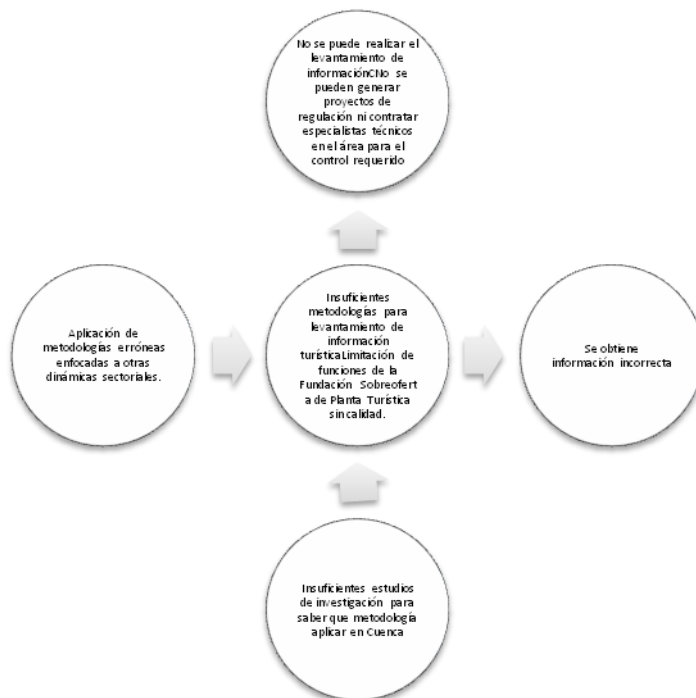 No se puede realizar el
levantamiento de
informaciónCNo se
pueden generar
proyectos de
regulación ni contratar
especialistas técnicos
en el área para el
control requerido
Aplicación de
metodologías erróneas
enfocadas a otras
dinámicas sectoriales.
Insuficientes
metodologías para
levantamiento de
información
turísticaLimitación de
funciones de la
Fundación Sobreofert
a de Planta Turística
sin calidad.
Se obtiene
información incorrecta
Insuficientes estudios
de investigación para
saber que metodología
aplicar en Cuenca